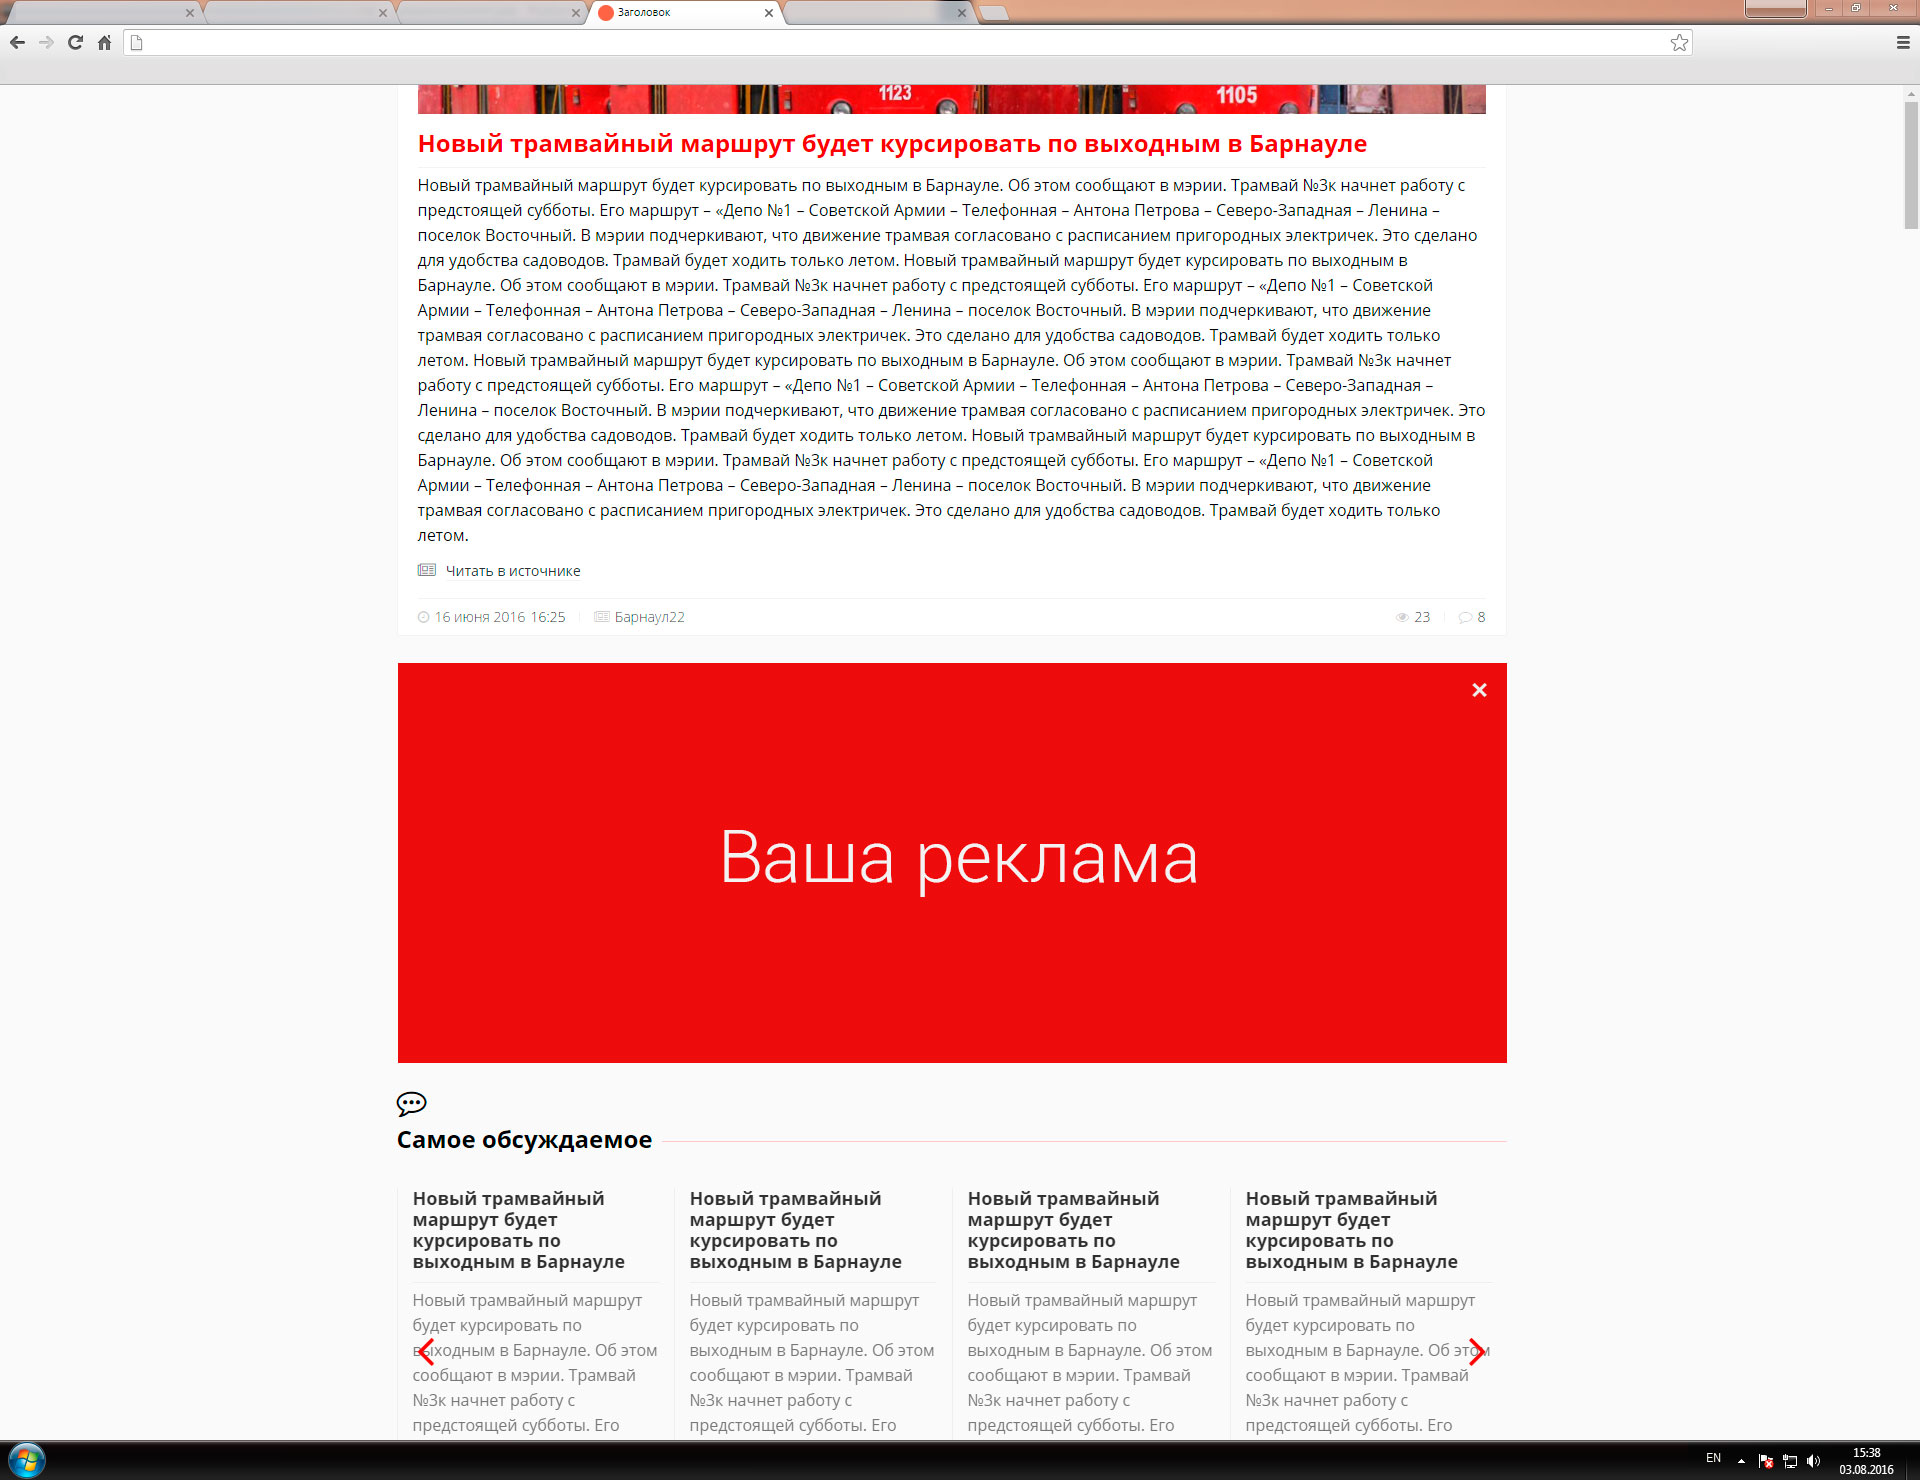 Заголовок
1123
1105
Новый трамвайный маршрут будет курсировать по выходным в Барнауле
Новый трамвайный маршрут будет курсировать по выходным в Барнауле. Об этом сообщают в мэрии. Трамвай №3к начнет работу с
предстоящей субботы. Его маршрут – «Депо №1 – Советской Армии – Телефонная – Антона Петрова – Северо-Западная – Ленина –
поселок Восточный. В мэрии подчеркивают, что движение трамвая согласовано с расписанием пригородных электричек. Это сделано
для удобства садоводов. Трамвай будет ходить только летом. Новый трамвайный маршрут будет курсировать по выходным в
Барнауле. Об этом сообщают в мэрии. Трамвай №3к начнет работу с предстоящей субботы. Его маршрут – «Депо №1 – Советской
Армии – Телефонная – Антона Петрова – Северо-Западная – Ленина – поселок Восточный. В мэрии подчеркивают, что движение
трамвая согласовано с расписанием пригородных электричек. Это сделано для удобства садоводов. Трамвай будет ходить только
летом. Новый трамвайный маршрут будет курсировать по выходным в Барнауле. Об этом сообщают в мэрии. Трамвай №3к начнет
работу с предстоящей субботы. Его маршрут – «Депо №1 – Советской Армии – Телефонная – Антона Петрова – Северо-Западная –
Ленина – поселок Восточный. В мэрии подчеркивают, что движение трамвая согласовано с расписанием пригородных электричек. Это
сделано для удобства садоводов. Трамвай будет ходить только летом. Новый трамвайный маршрут будет курсировать по выходным в
Барнауле. Об этом сообщают в мэрии. Трамвай №3к начнет работу с предстоящей субботы. Его маршрут – «Депо №1 – Советской
Армии – Телефонная – Антона Петрова – Северо-Западная – Ленина – поселок Восточный. В мэрии подчеркивают, что движение
трамвая согласовано с расписанием пригородных электричек. Это сделано для удобства садоводов. Трамвай будет ходить только
летом.
Читать в источнике
16 июня 2016 16:25 Барнаул22 23 8
Ваша реклама
Самое обсуждаемое
Новый трамвайный
маршрут будет
курсировать по
выходным в Барнауле
Новый трамвайный маршрут
будет курсировать по
выходным в Барнауле. Об этом
сообщают в мэрии. Трамвай
№3к начнет работу с
предстоящей субботы. Его
Новый трамвайный
маршрут будет
курсировать по
выходным в Барнауле
Новый трамвайный маршрут
будет курсировать по
выходным в Барнауле. Об этом
сообщают в мэрии. Трамвай
№3к начнет работу с
предстоящей субботы. Его
Новый трамвайный
маршрут будет
курсировать по
выходным в Барнауле
Новый трамвайный маршрут
будет курсировать по
выходным в Барнауле. Об этом
сообщают в мэрии. Трамвай
№3к начнет работу с
предстоящей субботы. Его
Новый трамвайный
маршрут будет
курсировать по
выходным в Барнауле
Новый трамвайный маршрут
будет курсировать по
выходным в Барнауле. Об этом
сообщают в мэрии. Трамвай
№3к начнет работу с
предстоящей субботы. Его
EN
15:38
03.08.2016